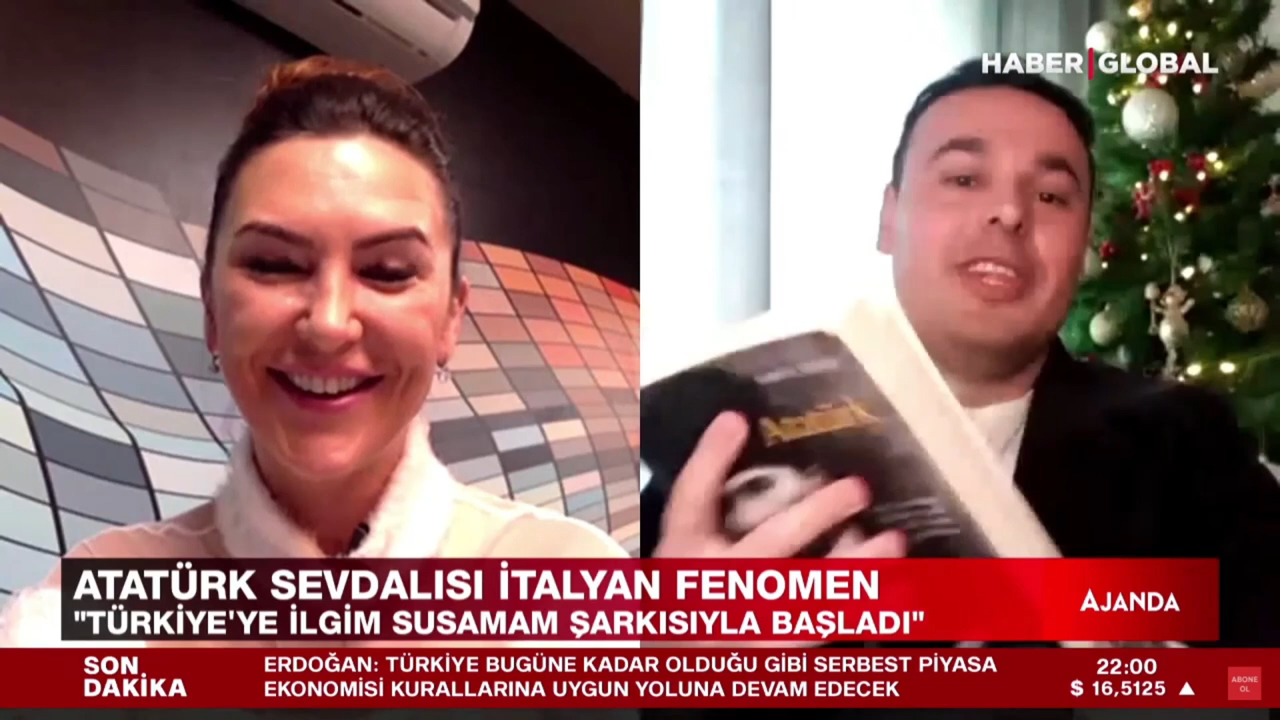 HABER GLOBAL
Atatürk
ATATÜRK SEVDALISI İTALYAN FENOMEN
"TÜRKİYE'YE İLGİM SUSAMAM ŞARKISIYLA BAŞLADI"
AJANDA
SON DAKİKA
ERDOĞAN: TÜRKİYE BUGÜNE KADAR OLDUĞU GİBİ SERBEST PİYASA
EKONOMİSİ KURALLARINA UYGUN YOLUNA DEVAM EDECEK
22:00
$ 16,5125 ▲
ABONE
OL